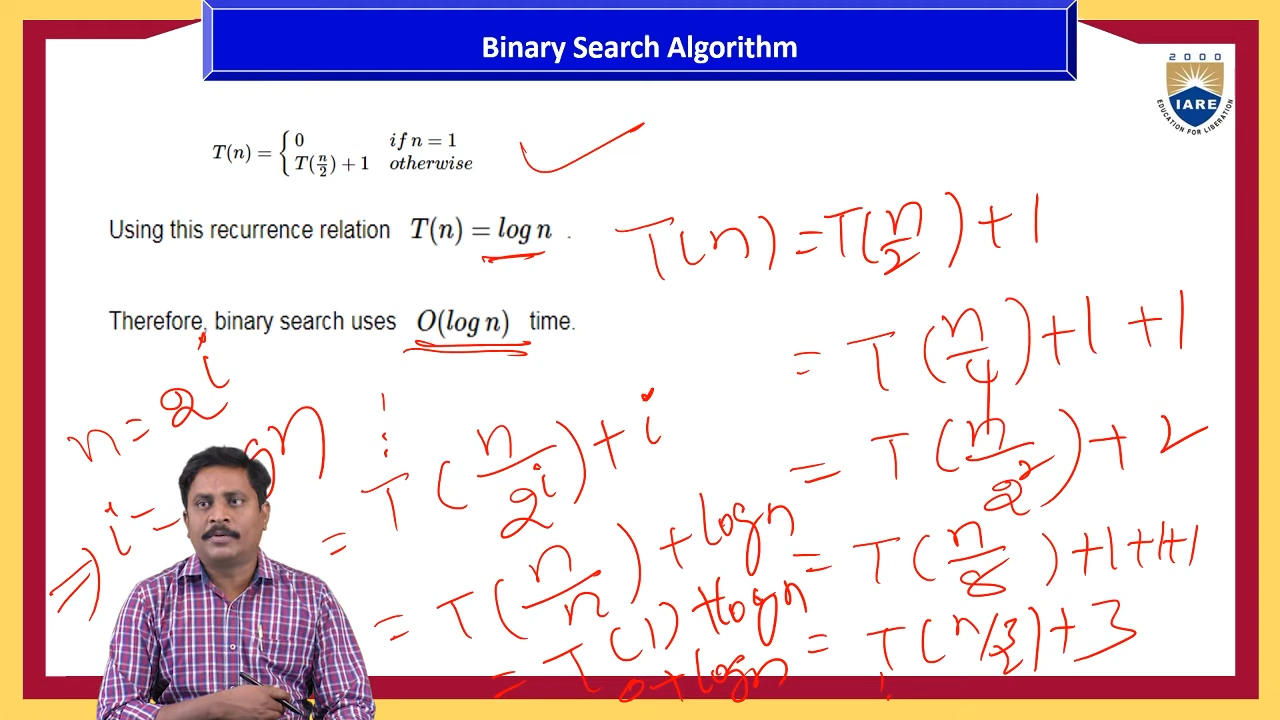 Binary Search Algorithm
2000
IARE
EDUCATION FOR LIBERATION
T(n) = { 0 if n = 1
T(n/2) + 1 otherwise
Using this recurrence relation T(n) = log n .
Therefore, binary search uses O(log n) time.
T(n) = T(n/2) + 1
= T(n/4) + 1 + 1
= T(n/2²) + 2
= T(n/8) + 1 + 1 + 1
= T(n/2³) + 3
⋮
= T(n/2^i) + i
n = 2^i
⇒ i =
= T(n/n) + log n
= T(1) + log n
= 0 + log n